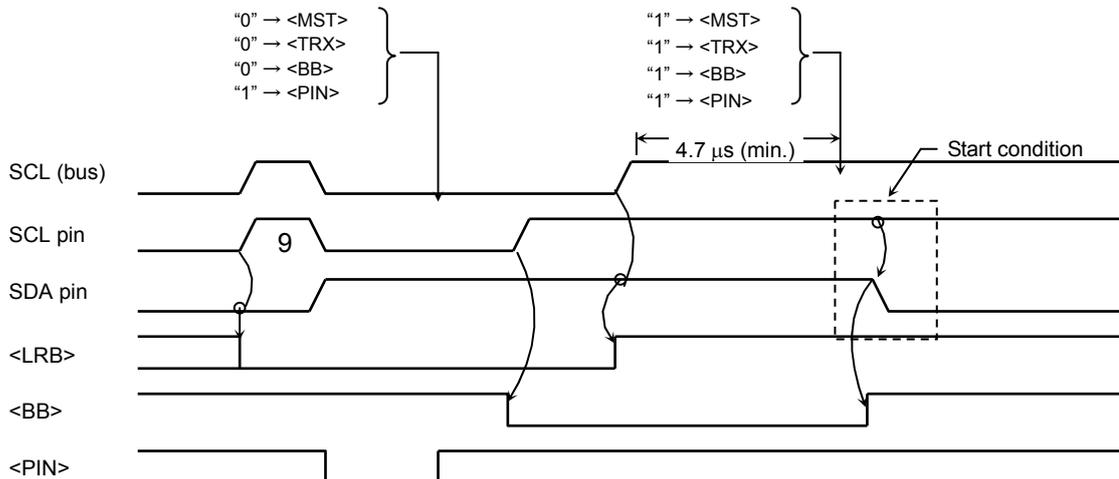 “0” → <MST>
“0” → <TRX>
“0” → <BB>
“1” → <PIN>
“1” → <MST>
“1” → <TRX>
“1” → <BB>
“1” → <PIN>
4.7 μs (min.)
Start condition
SCL (bus)
SCL pin
9
SDA pin
<LRB>
<BB>
<PIN>